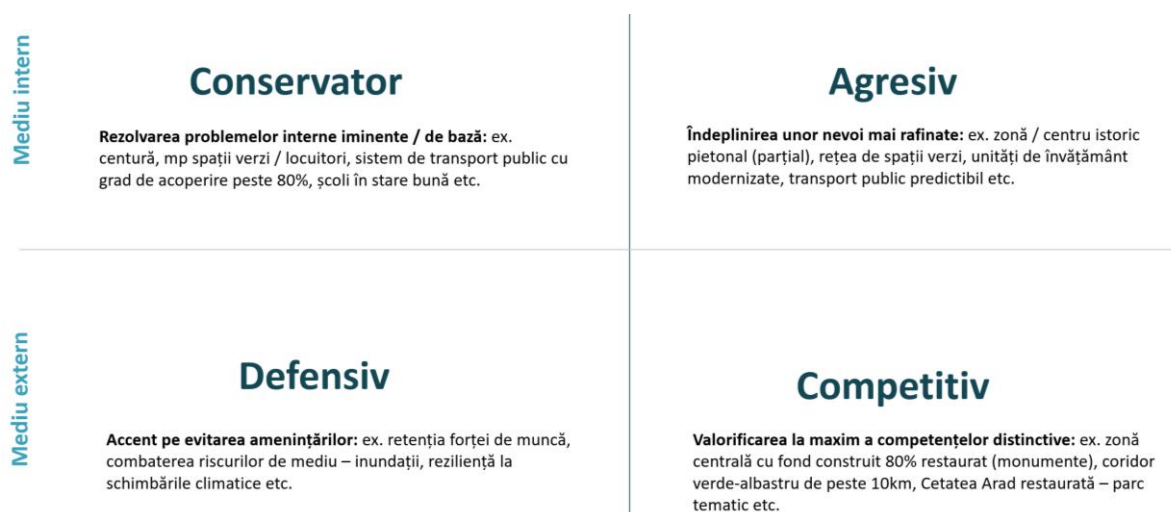 Mediu intern
Conservator
Rezolvarea problemelor interne iminente / de bază: ex.
centură, mp spații verzi / locuitori, sistem de transport public cu
grad de acoperire peste 80%, școli în stare bună etc.
Agresiv
Îndeplinirea unor nevoi mai rafinate: ex. zonă / centru istoric
pietonal (parțial), rețea de spații verzi, unități de învățământ
modernizate, transport public predictibil etc.
Mediu extern
Defensiv
Accent pe evitarea amenințărilor: ex. retenția forței de muncă,
combaterea riscurilor de mediu – inundații, reziliență la
schimbările climatice etc.
Competitiv
Valorificarea la maxim a competențelor distinctive: ex. zonă
centrală cu fond construit 80% restaurat (monumente), coridor
verde-albastru de peste 10km, Cetatea Arad restaurată – parc
tematic etc.